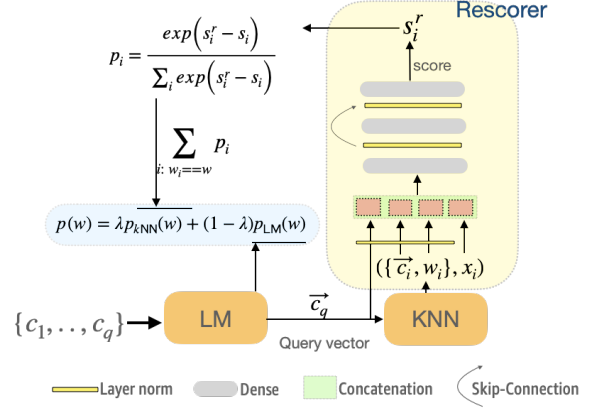 Rescorer
p_i = exp(s_i^r − s_i) / ∑_i exp(s_i^r − s_i)
s_i^r
score
∑ p_i
i: w_i==w
p(w) = λp_kNN(w) + (1 − λ)p_LM(w)
({c_i→, w_i}, x_i)
{c_1, . . , c_q}
LM
c_q→
KNN
Query vector
Layer norm
Dense
Concatenation
Skip-Connection